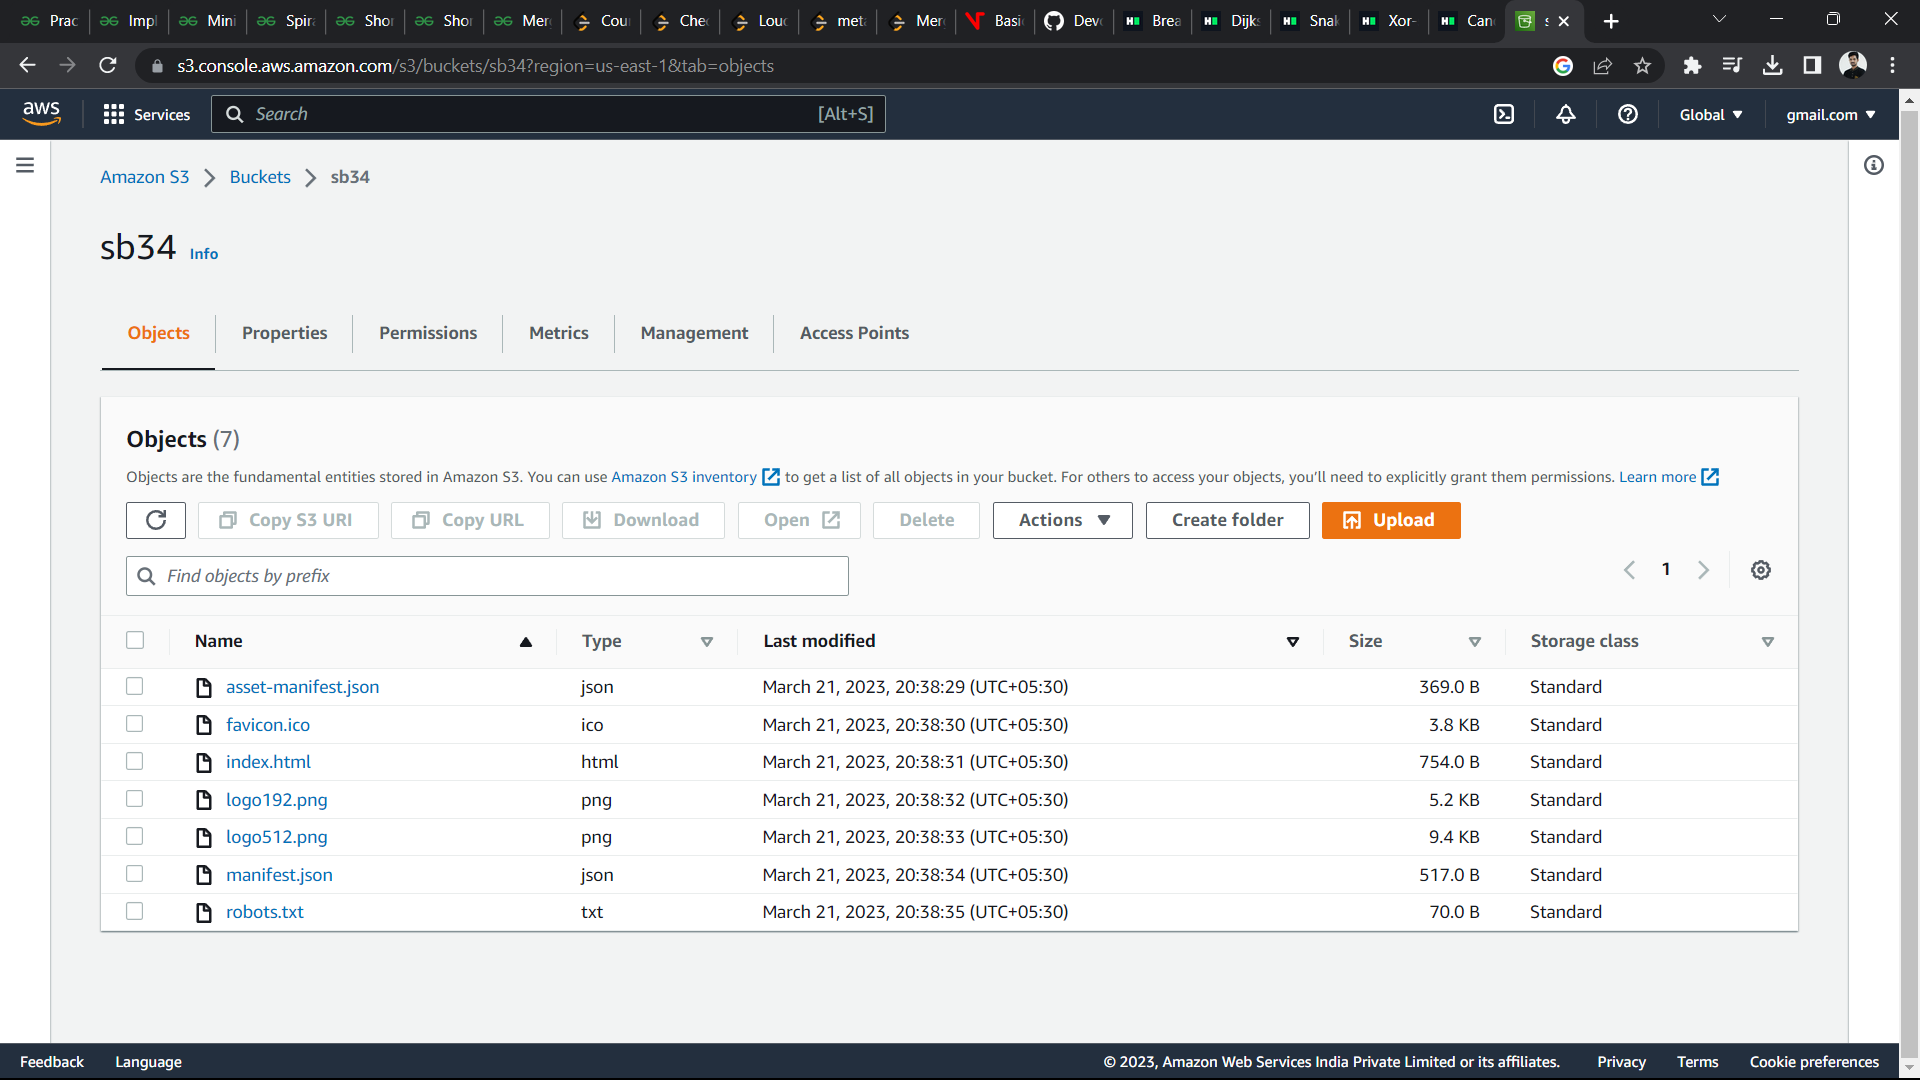 Prac Impl Mini Spira Shor Shor Merg Cour Chec Loud meta Merg Basic Deve Brea Dijks Snak Xor- Can s
s3.console.aws.amazon.com/s3/buckets/sb34?region=us-east-1&tab=objects
aws Services Search [Alt+S] Global gmail.com
Amazon S3 Buckets sb34
sb34 Info
Objects Properties Permissions Metrics Management Access Points
Objects (7)
Objects are the fundamental entities stored in Amazon S3. You can use Amazon S3 inventory to get a list of all objects in your bucket. For others to access your objects, you’ll need to explicitly grant them permissions. Learn more
Copy S3 URI Copy URL Download Open Delete Actions Create folder Upload
Find objects by prefix 1
Name Type Last modified Size Storage class
asset-manifest.json json March 21, 2023, 20:38:29 (UTC+05:30) 369.0 B Standard
favicon.ico ico March 21, 2023, 20:38:30 (UTC+05:30) 3.8 KB Standard
index.html html March 21, 2023, 20:38:31 (UTC+05:30) 754.0 B Standard
logo192.png png March 21, 2023, 20:38:32 (UTC+05:30) 5.2 KB Standard
logo512.png png March 21, 2023, 20:38:33 (UTC+05:30) 9.4 KB Standard
manifest.json json March 21, 2023, 20:38:34 (UTC+05:30) 517.0 B Standard
robots.txt txt March 21, 2023, 20:38:35 (UTC+05:30) 70.0 B Standard
Feedback Language © 2023, Amazon Web Services India Private Limited or its affiliates. Privacy Terms Cookie preferences